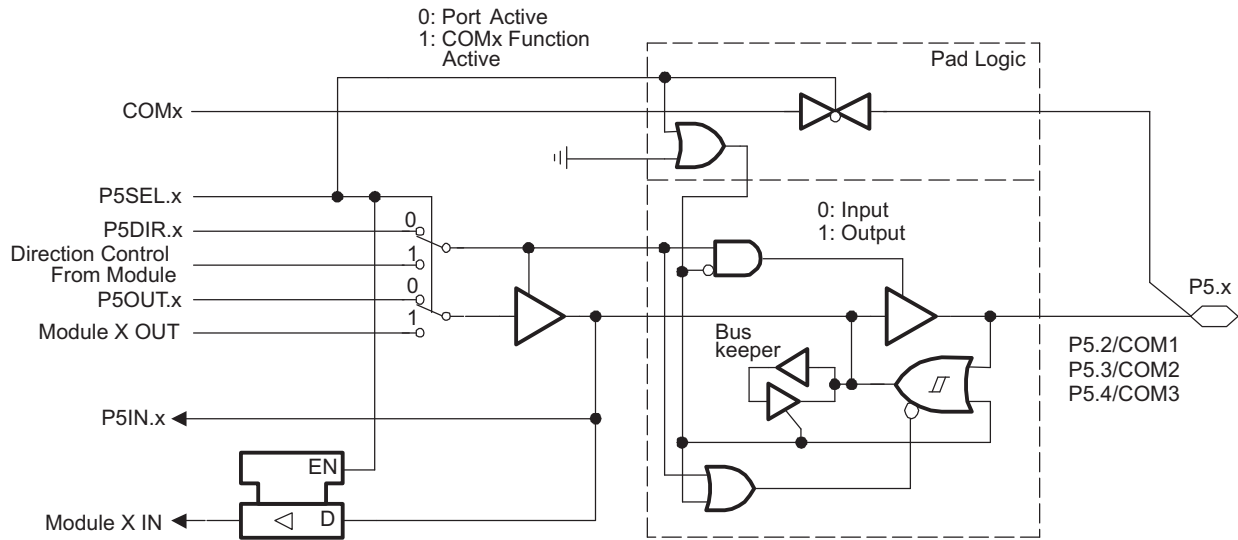 0: Port Active
1: COMx Function
Active
Pad Logic
COMx
P5SEL.x
P5DIR.x
0
0: Input
1: Output
Direction Control
From Module
1
P5OUT.x
0
P5.x
Module X OUT
1
Bus
keeper
P5.2/COM1
P5.3/COM2
P5.4/COM3
P5IN.x
EN
Module X IN
D